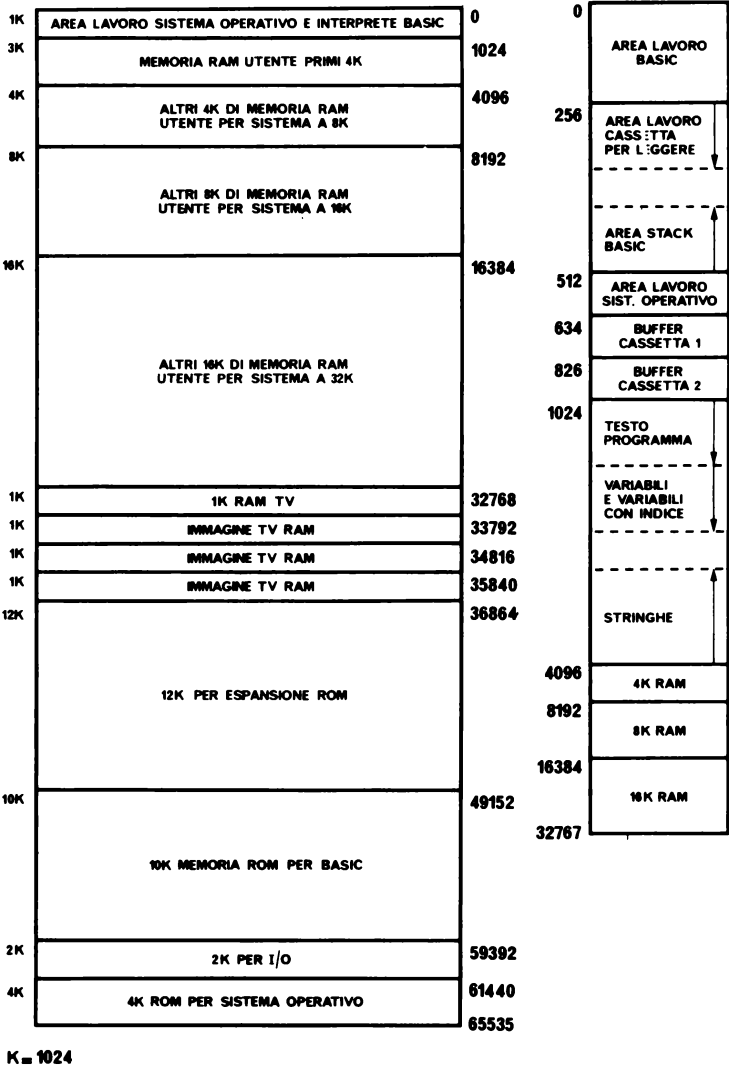 1K
AREA LAVORO SISTEMA OPERATIVO E INTERPRETE BASIC
0
3K
MEMORIA RAM UTENTE PRIMI 4K
1024
4K
ALTRI 4K DI MEMORIA RAM
UTENTE PER SISTEMA A 8K
4096
8K
ALTRI 8K DI MEMORIA RAM
UTENTE PER SISTEMA A 16K
8192
16K
ALTRI 16K DI MEMORIA RAM
UTENTE PER SISTEMA A 32K
16384
1K
1K RAM TV
32768
1K
IMMAGINE TV RAM
33792
1K
IMMAGINE TV RAM
34816
1K
IMMAGINE TV RAM
35840
12K
12K PER ESPANSIONE ROM
36864
10K
10K MEMORIA ROM PER BASIC
49152
2K
2K PER I/O
59392
4K
4K ROM PER SISTEMA OPERATIVO
61440
65535
K = 1024
0
AREA LAVORO
BASIC
256
AREA LAVORO
CASSETTA
PER LEGGERE
AREA STACK
BASIC
512
AREA LAVORO
SIST. OPERATIVO
634
BUFFER
CASSETTA 1
826
BUFFER
CASSETTA 2
1024
TESTO
PROGRAMMA
VARIABILI
E VARIABILI
CON INDICE
STRINGHE
4096
4K RAM
8192
8K RAM
16384
16K RAM
32767